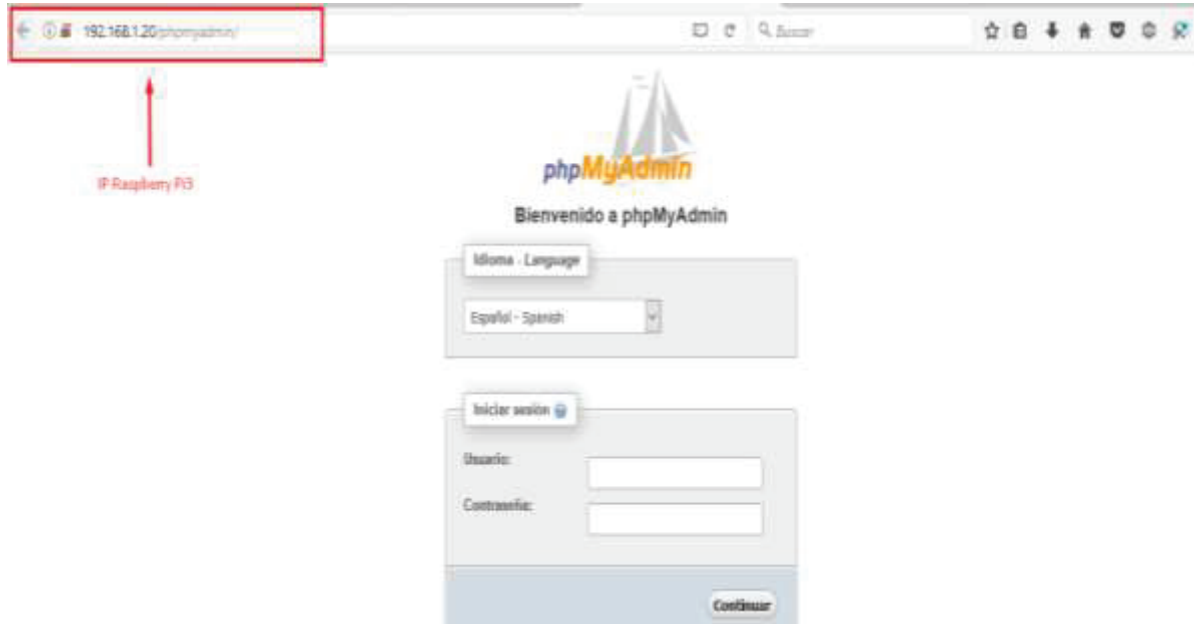 192.168.1.20/phpmyadmin/
Buscar
IP Raspberry Pi3
phpMyAdmin
Bienvenido a phpMyAdmin
Idioma - Language
Español - Spanish
Iniciar sesión
Usuario:
Contraseña:
Continuar